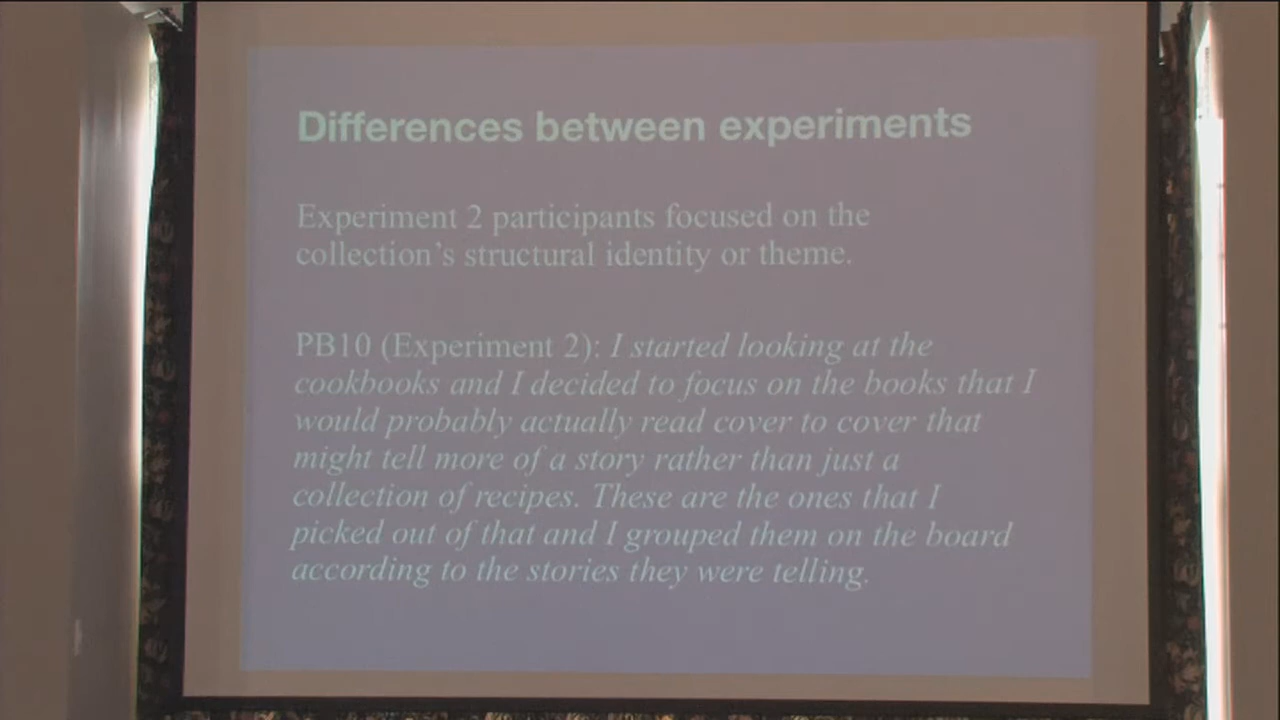 Differences between experiments
Experiment 2 participants focused on the
collection's structural identity or theme.
PB10 (Experiment 2): I started looking at the
cookbooks and I decided to focus on the books that I
would probably actually read cover to cover that
might tell more of a story rather than just a
collection of recipes. These are the ones that I
picked out of that and I grouped them on the board
according to the stories they were telling.